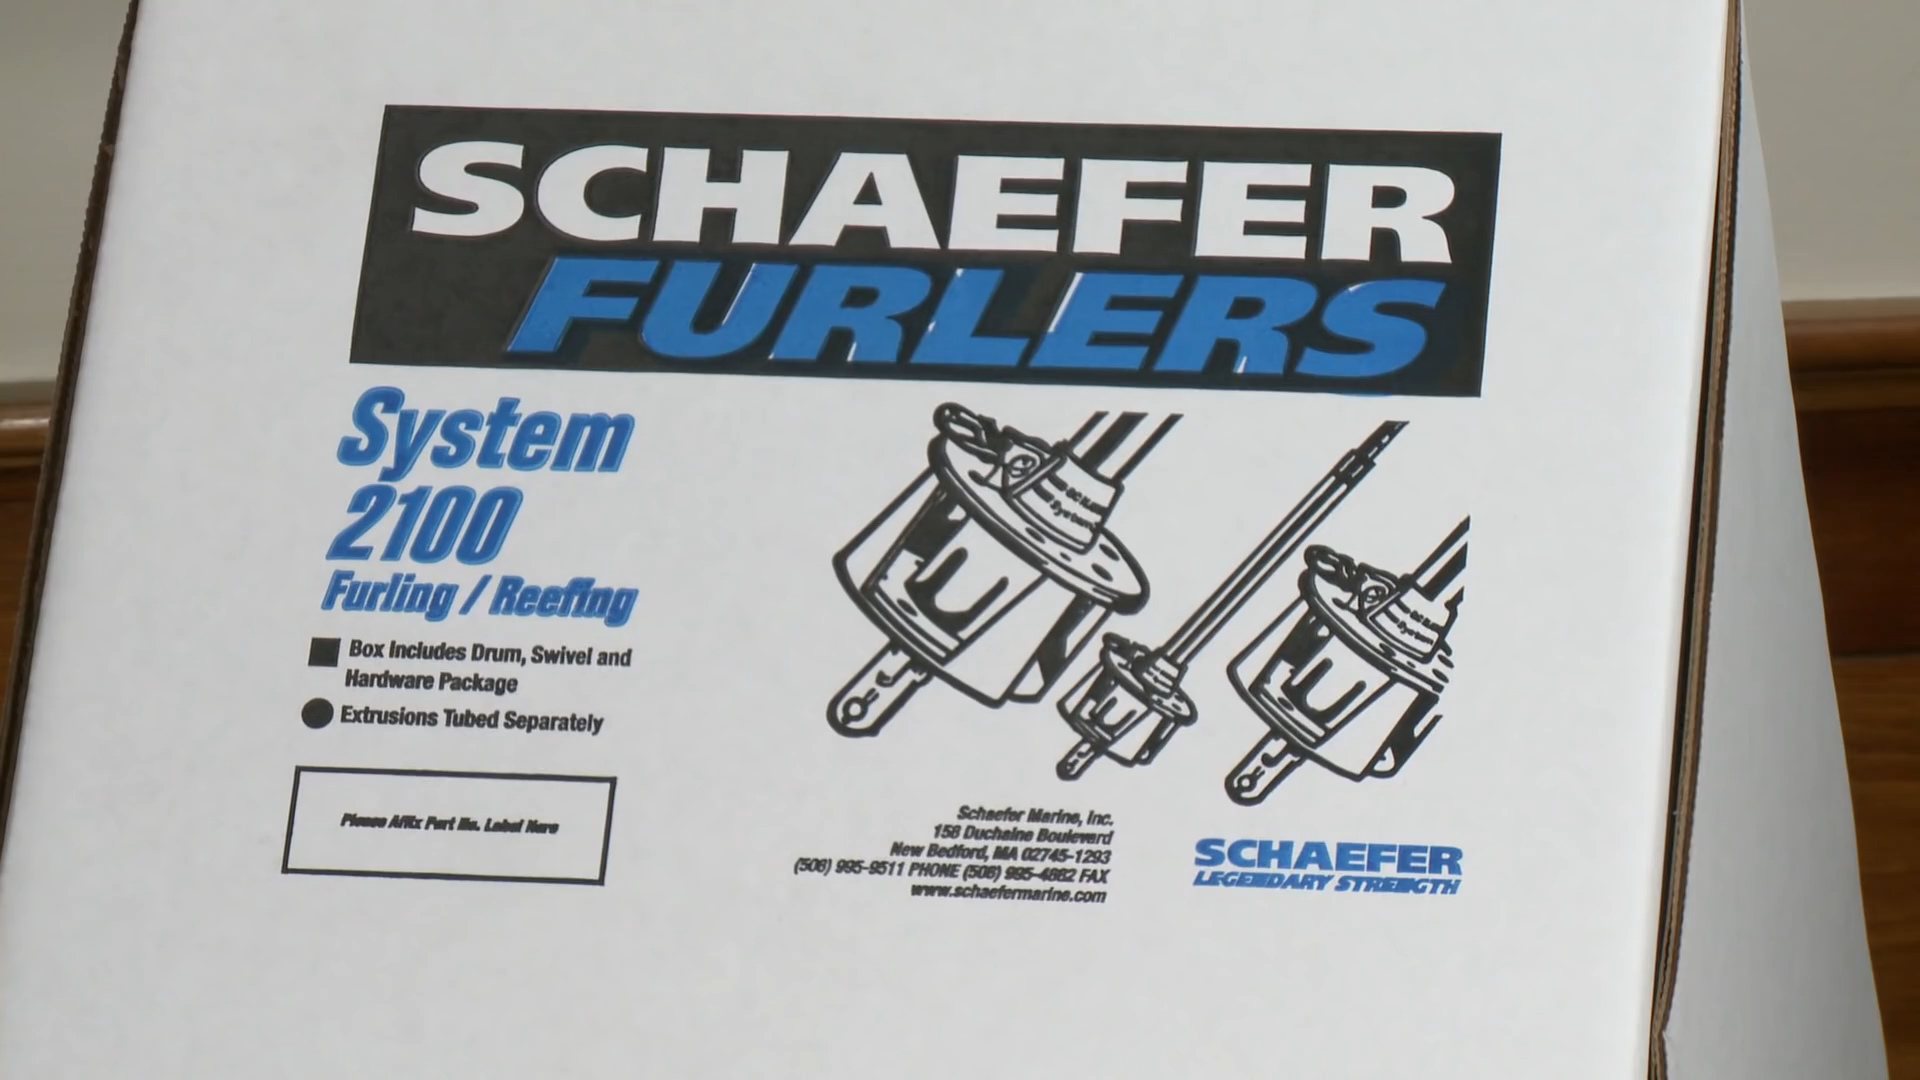 SCHAEFER
FURLERS
System
2100
Furling / Reefing
Box Includes Drum, Swivel and
Hardware Package
Extrusions Tubed Separately
Please Affix Part No. Label Here
Schaefer Marine, Inc.
158 Duchaine Boulevard
New Bedford, MA 02745-1293
(508) 995-9511 PHONE (508) 995-4882 FAX
www.schaefermarine.com
SCHAEFER
LEGENDARY STRENGTH
System
System